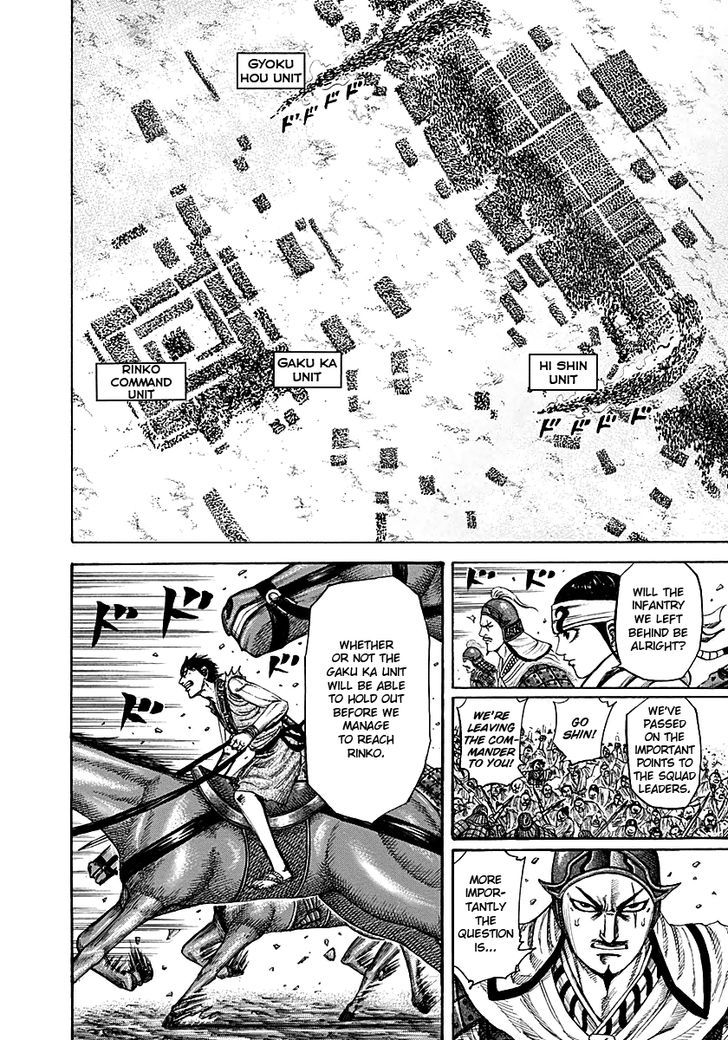 GYOKU
HOU UNIT
ドドドド
RINKO
COMMAND
UNIT
GAKU KA
UNIT
HI SHIN
UNIT
ドドドド
WILL THE
INFANTRY
WE LEFT
BEHIND BE
ALRIGHT?
WE'VE
PASSED
ON THE
IMPORTANT
POINTS TO
THE SQUAD
LEADERS.
GO
SHIN!
WE'RE
LEAVING
THE COM-
MANDER
TO YOU!
MORE
IMPOR-
TANTLY
THE
QUESTION
IS...
WHETHER
OR NOT THE
GAKU KA UNIT
WILL BE ABLE
TO HOLD OUT
BEFORE WE
MANAGE
TO REACH
RINKO.
ドドド
ドド